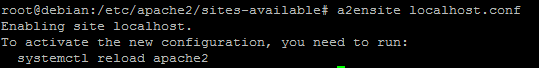 root@debian:/etc/apache2/sites-available# a2ensite localhost.conf
Enabling site localhost.
To activate the new configuration, you need to run:
  systemctl reload apache2